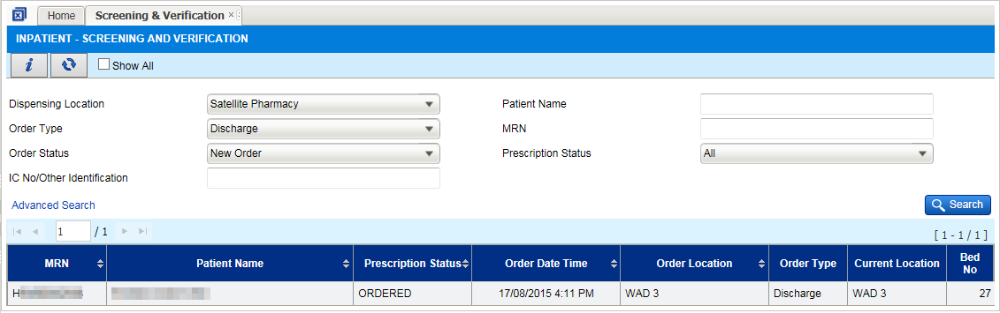 Home Screening & Verification
INPATIENT - SCREENING AND VERIFICATION
i Show All
Dispensing Location Satellite Pharmacy Patient Name
Order Type Discharge MRN
Order Status New Order Prescription Status All
IC No/Other Identification
Advanced Search Search
1 / 1 [ 1 - 1 / 1 ]
MRN Patient Name Prescription Status Order Date Time Order Location Order Type Current Location Bed No
ORDERED 17/08/2015 4:11 PM WAD 3 Discharge WAD 3 27